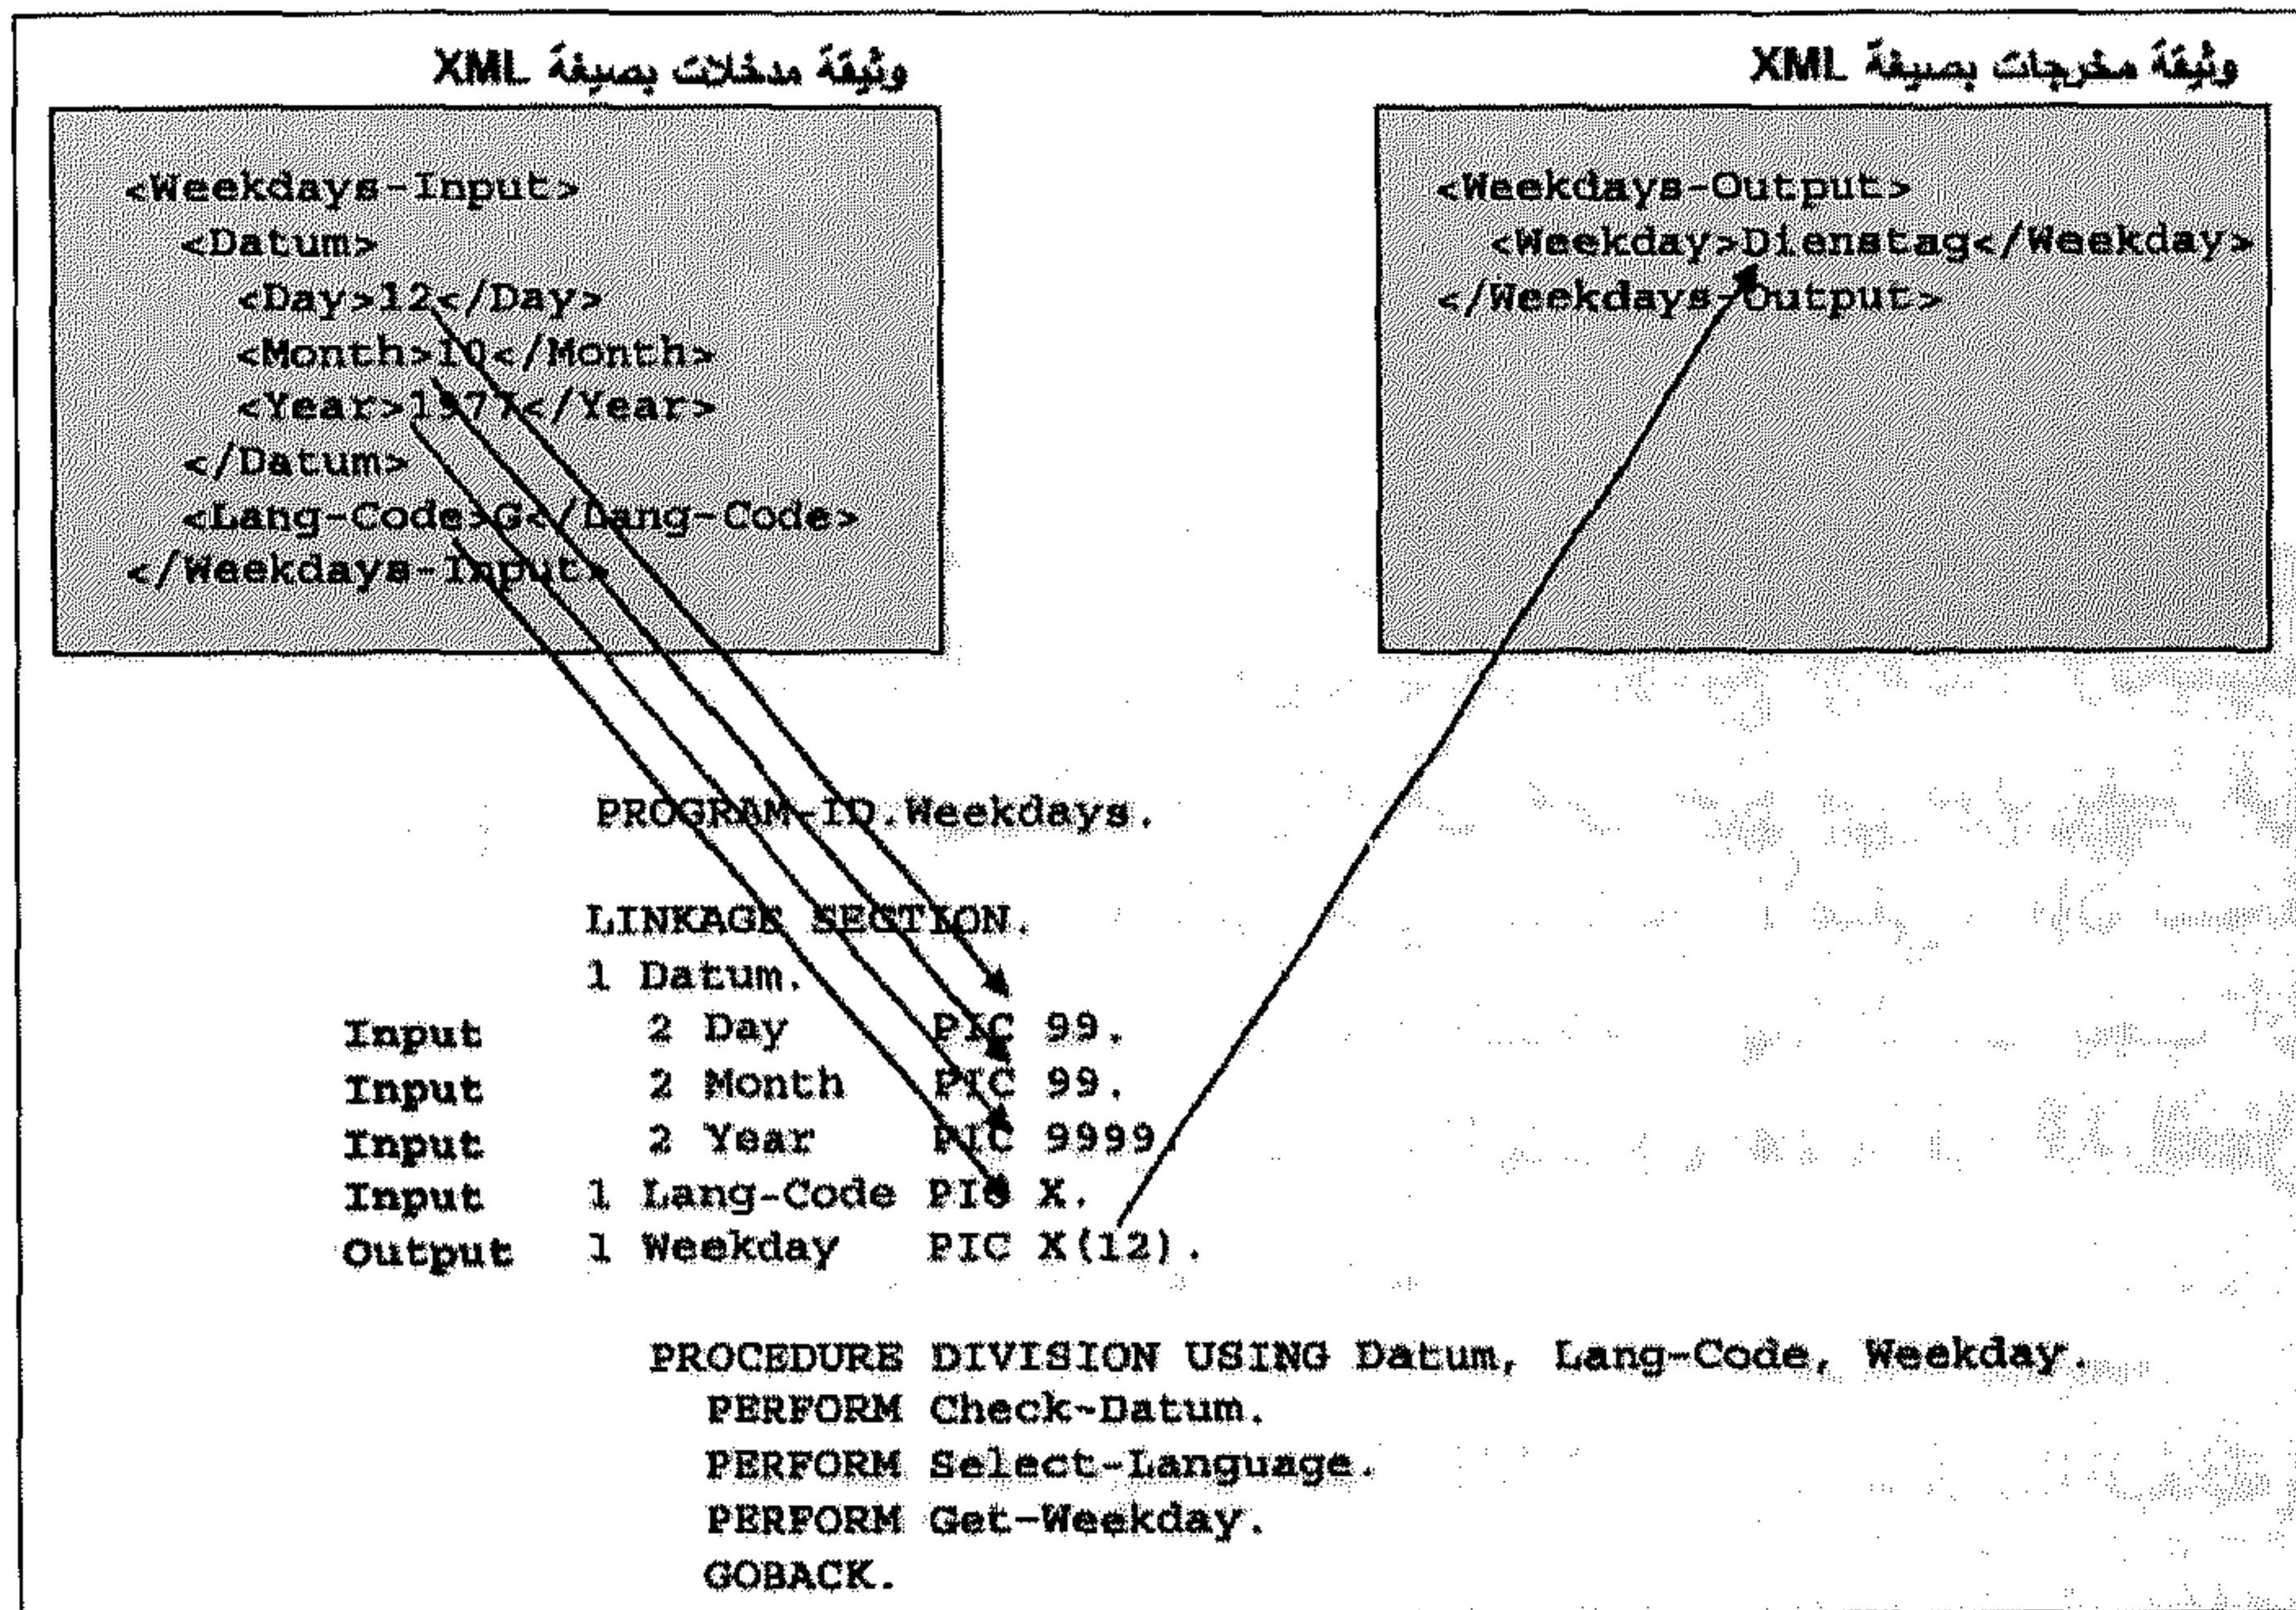 وثيقة مدخلات بصيغة XML
<Weekdays-Input>
<Datum>
<Day>12</Day>
<Month>10</Month>
<Year>1977</Year>
</Datum>
<Lang-Code>G</Lang-Code>
</Weekdays-Input>
وثيقة مخرجات بصيغة XML
<Weekdays-Output>
<Weekday>Dienstag</Weekday>
</Weekdays-Output>
PROGRAM-ID.Weekdays.
LINKAGE SECTION.
1 Datum.
Input 2 Day PIC 99.
Input 2 Month PIC 99.
Input 2 Year PIC 9999.
Input 1 Lang-Code PIC X.
Output 1 Weekday PIC X(12).
PROCEDURE DIVISION USING Datum, Lang-Code, Weekday.
PERFORM Check-Datum.
PERFORM Select-Language.
PERFORM Get-Weekday.
GOBACK.